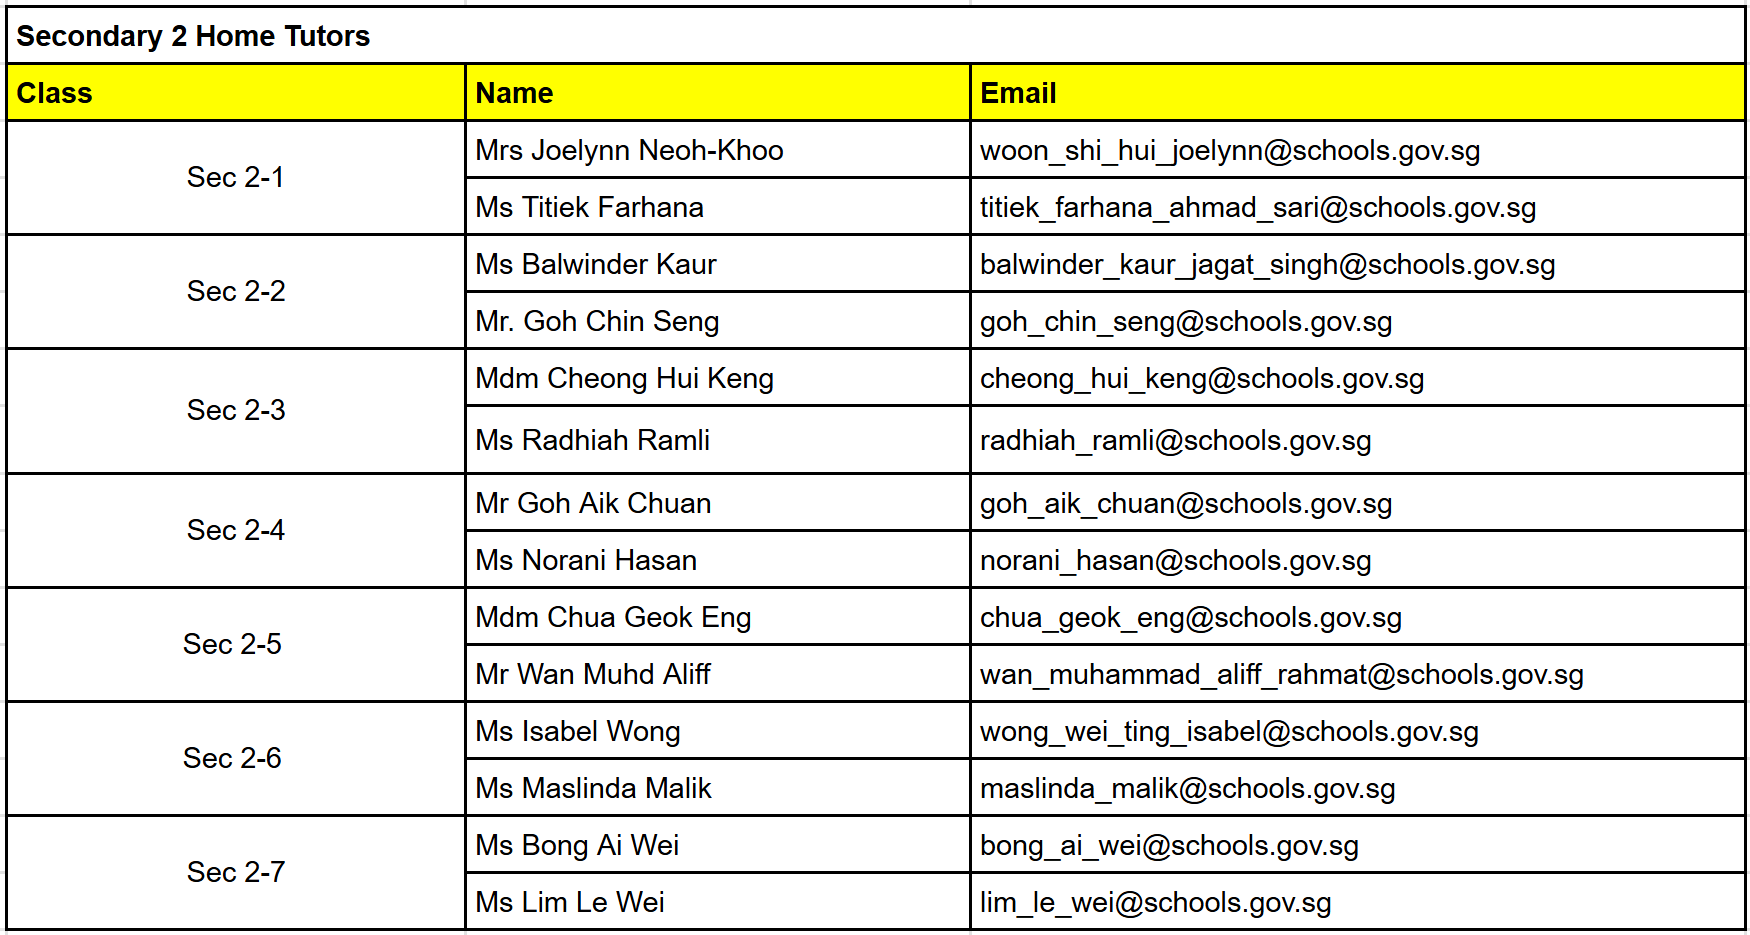 Secondary 2 Home Tutors
Class Name Email
Sec 2-1
Mrs Joelynn Neoh-Khoo woon_shi_hui_joelynn@schools.gov.sg
Ms Titiek Farhana titiek_farhana_ahmad_sari@schools.gov.sg
Sec 2-2
Ms Balwinder Kaur balwinder_kaur_jagat_singh@schools.gov.sg
Mr. Goh Chin Seng goh_chin_seng@schools.gov.sg
Sec 2-3
Mdm Cheong Hui Keng cheong_hui_keng@schools.gov.sg
Ms Radhiah Ramli radhiah_ramli@schools.gov.sg
Sec 2-4
Mr Goh Aik Chuan goh_aik_chuan@schools.gov.sg
Ms Norani Hasan norani_hasan@schools.gov.sg
Sec 2-5
Mdm Chua Geok Eng chua_geok_eng@schools.gov.sg
Mr Wan Muhd Aliff wan_muhammad_aliff_rahmat@schools.gov.sg
Sec 2-6
Ms Isabel Wong wong_wei_ting_isabel@schools.gov.sg
Ms Maslinda Malik maslinda_malik@schools.gov.sg
Sec 2-7
Ms Bong Ai Wei bong_ai_wei@schools.gov.sg
Ms Lim Le Wei lim_le_wei@schools.gov.sg